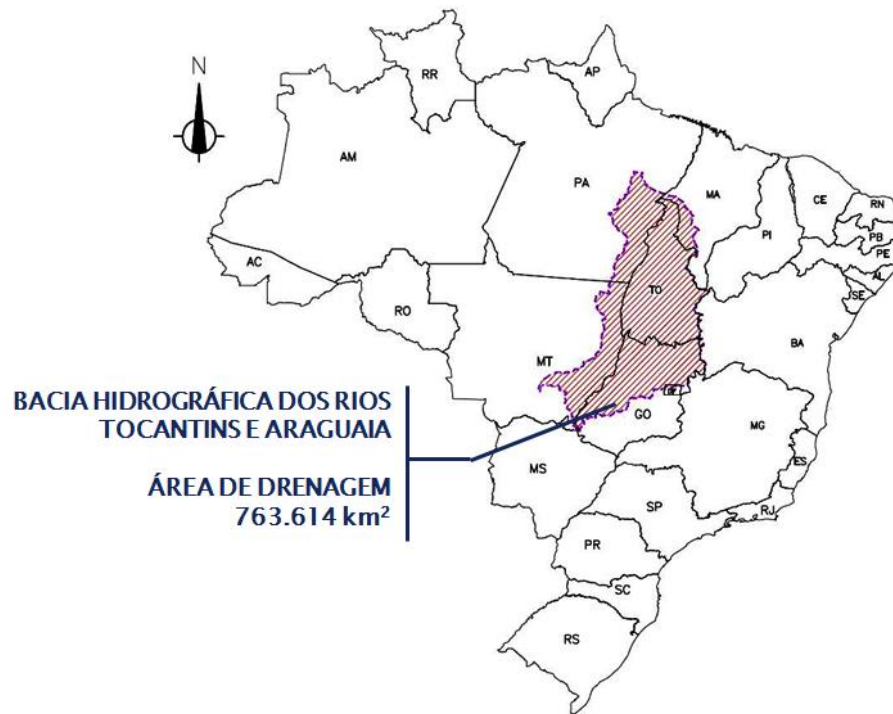 N
RR
AP
AM
PA
MA
CE
RN
PB
PE
AL
SE
PI
AC
RO
TO
BA
MT
DF
GO
MG
ES
MS
SP
RJ
PR
SC
RS
BACIA HIDROGRÁFICA DOS RIOS
TOCANTINS E ARAGUAIA
ÁREA DE DRENAGEM
763.614 km²